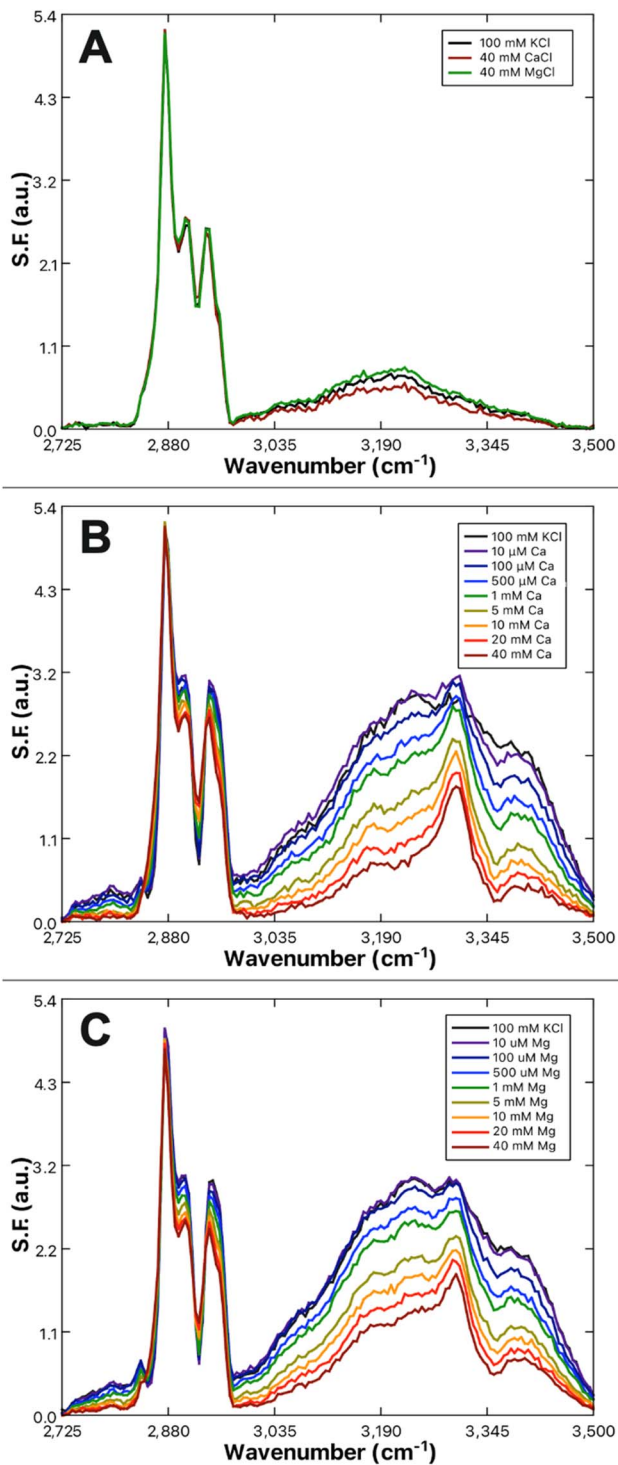 A
5.4
4.3
3.2
2.1
1.1
0.0
S.F. (a.u.)
100 mM KCl
40 mM CaCl
40 mM MgCl
2,725 2,880 3,035 3,190 3,345 3,500
Wavenumber (cm-1)
B
5.4
4.3
3.2
2.2
1.1
0.0
S.F. (a.u.)
100 mM KCl
10 µM Ca
100 µM Ca
500 µM Ca
1 mM Ca
5 mM Ca
10 mM Ca
20 mM Ca
40 mM Ca
2,725 2,880 3,035 3,190 3,345 3,500
Wavenumber (cm-1)
C
5.4
4.3
3.2
2.2
1.1
0.0
S.F. (a.u.)
100 mM KCl
10 uM Mg
100 uM Mg
500 uM Mg
1 mM Mg
5 mM Mg
10 mM Mg
20 mM Mg
40 mM Mg
2,725 2,880 3,035 3,190 3,345 3,500
Wavenumber (cm-1)